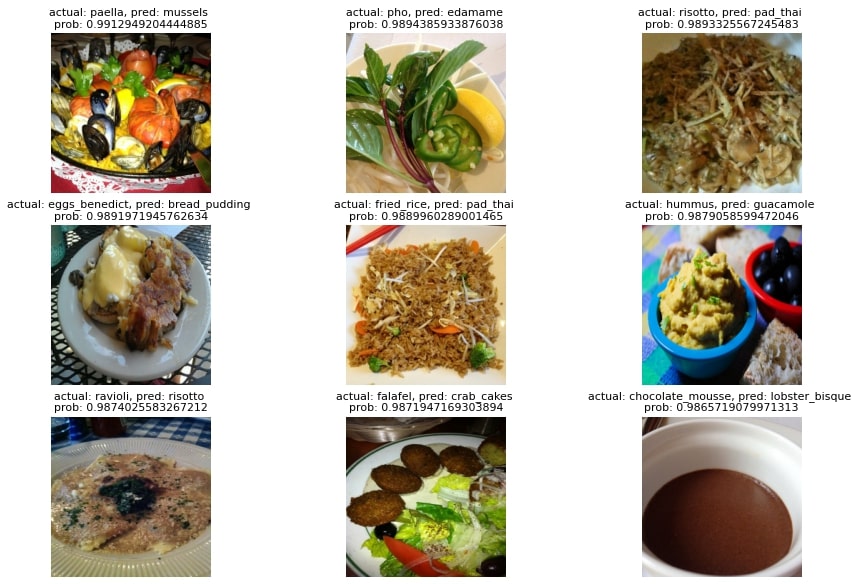 actual: paella, pred: mussels
prob: 0.9912949204444885
actual: pho, pred: edamame
prob: 0.9894385933876038
actual: risotto, pred: pad_thai
prob: 0.9893325567245483
actual: eggs_benedict, pred: bread_pudding
prob: 0.9891971945762634
actual: fried_rice, pred: pad_thai
prob: 0.9889960289001465
actual: hummus, pred: guacamole
prob: 0.9879058599472046
actual: ravioli, pred: risotto
prob: 0.9874025583267212
actual: falafel, pred: crab_cakes
prob: 0.9871947169303894
actual: chocolate_mousse, pred: lobster_bisque
prob: 0.9865719079971313